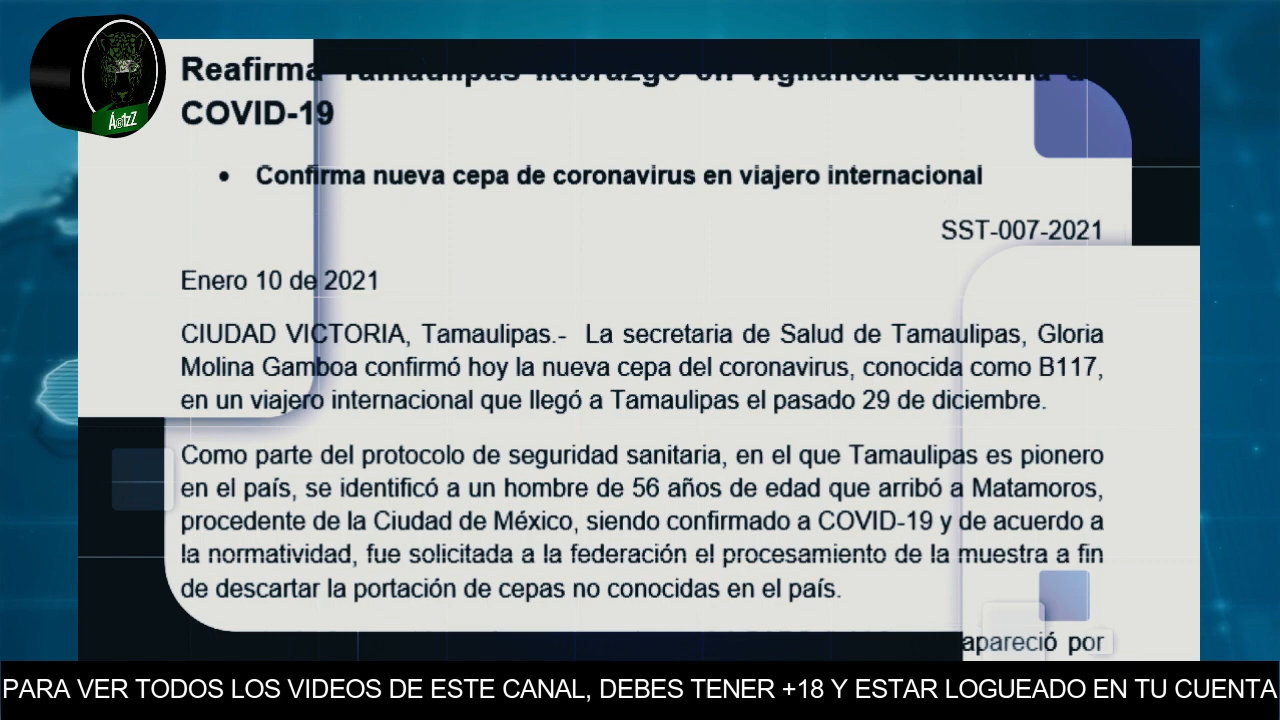 Reafirma Tamaulipas liderazgo en vigilancia sanitaria
COVID-19
• Confirma nueva cepa de coronavirus en viajero internacional
SST-007-2021
Enero 10 de 2021
CIUDAD VICTORIA, Tamaulipas.- La secretaria de Salud de Tamaulipas, Gloria
Molina Gamboa confirmó hoy la nueva cepa del coronavirus, conocida como B117,
en un viajero internacional que llegó a Tamaulipas el pasado 29 de diciembre.
Como parte del protocolo de seguridad sanitaria, en el que Tamaulipas es pionero
en el país, se identificó a un hombre de 56 años de edad que arribó a Matamoros,
procedente de la Ciudad de México, siendo confirmado a COVID-19 y de acuerdo a
la normatividad, fue solicitada a la federación el procesamiento de la muestra a fin
de descartar la portación de cepas no conocidas en el país.
apareció por
PARA VER TODOS LOS VIDEOS DE ESTE CANAL, DEBES TENER +18 Y ESTAR LOGUEADO EN TU CUENTA